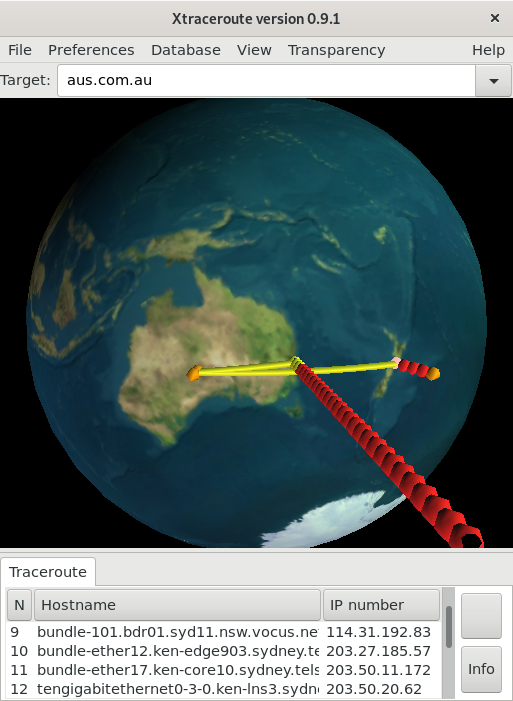 Xtraceroute version 0.9.1 ×
File Preferences Database View Transparency Help
Target: aus.com.au
Traceroute
N Hostname IP number
9 bundle-101.bdr01.syd11.nsw.vocus.ne 114.31.192.83
10 bundle-ether12.ken-edge903.sydney.te 203.27.185.57
11 bundle-ether17.ken-core10.sydney.tels 203.50.11.172
12 tengigabitethernet0-3-0.ken-lns3.sydn 203.50.20.62
Info